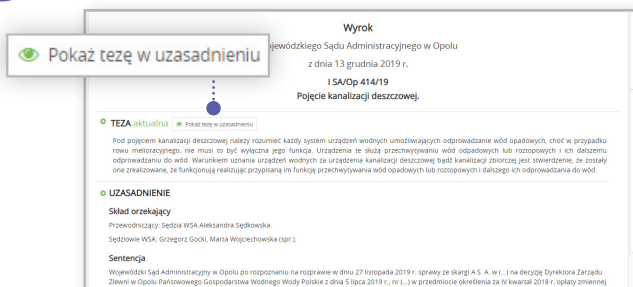 Wyrok
Pokaż tezę w uzasadnieniu
ojewódzkiego Sądu Administracyjnego w Opolu
z dnia 13 grudnia 2019 r.
I SA/Op 414/19
Pojęcie kanalizacji deszczowej.
TEZA aktualna Pokaż tezę w uzasadnieniu
Pod pojęciem kanalizacji deszczowej należy rozumieć każdy system urządzeń wodnych umożliwiających odprowadzanie wód opadowych, choć w przypadku
rowu melioracyjnego, nie musi to być wyłączna jego funkcja. Urządzenia te służą przechwytywaniu wód odpadowych lub roztopowych i ich dalszemu
odprowadzaniu do wód. Warunkiem uznania urządzeń wodnych za urządzenia kanalizacji deszczowej bądź kanalizacji zbiorczej jest stwierdzenie, że zostały
one zrealizowane, że funkcjonują realizując przypisaną im funkcję przechwytywania wód opadowych lub roztopowych i dalszego ich odprowadzania do wód.
UZASADNIENIE
Skład orzekający
Przewodniczący: Sędzia WSA Aleksandra Sędkowska.
Sędziowie WSA: Grzegorz Gocki, Marta Wojciechowska (spr.).
Sentencja
Wojewódzki Sąd Administracyjny w Opolu po rozpoznaniu na rozprawie w dniu 27 listopada 2019 r. sprawy ze skargi A S. A. w (...) na decyzję Dyrektora Zarządu
Zlewni w Opolu Państwowego Gospodarstwa Wodnego Wody Polskie z dnia 5 lipca 2019 r., nr (...) w przedmiocie określenia za IV kwartał 2018 r. opłaty zmiennej